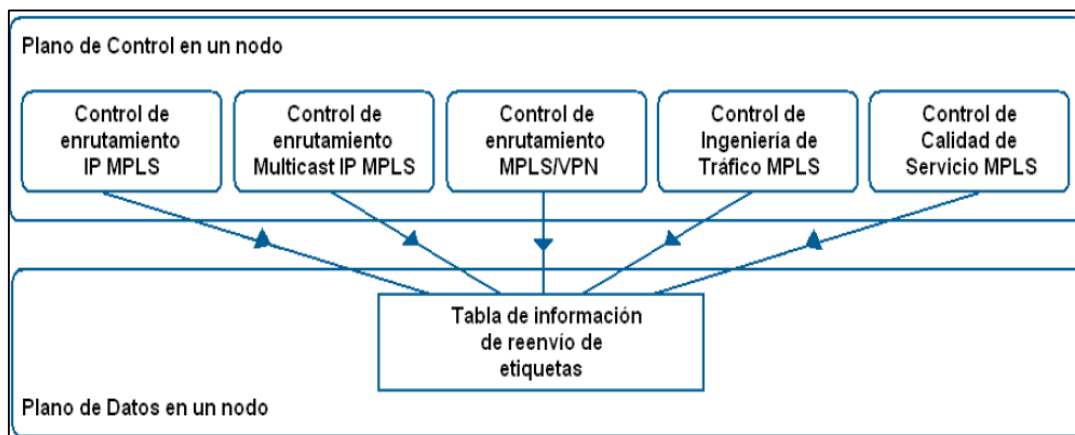 Plano de Control en un nodo
Control de
enrutamiento
IP MPLS
Control de
enrutamiento
Multicast IP MPLS
Control de
enrutamiento
MPLS/VPN
Control de
Ingeniería de
Tráfico MPLS
Control de
Calidad de
Servicio MPLS
Tabla de información
de reenvío de
etiquetas
Plano de Datos en un nodo